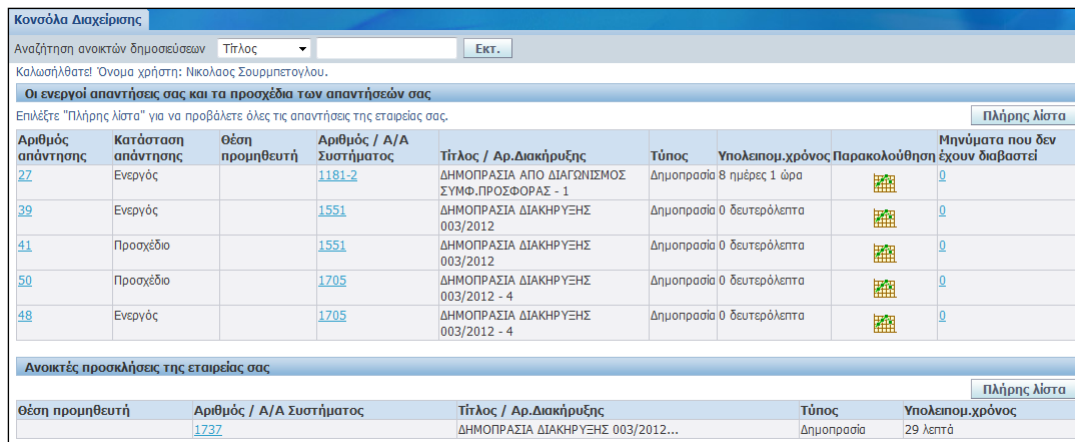 Κονσόλα Διαχείρισης
Αναζήτηση ανοικτών δημοσιεύσεων Τίτλος Εκτ.
Καλωσήλθατε! Όνομα χρήστη: Νικολαος Σουρμπετογλου.
Οι ενεργοί απαντήσεις σας και τα προσχέδια των απαντήσεών σας
Επιλέξτε "Πλήρης λίστα" για να προβάλετε όλες τις απαντήσεις της εταιρείας σας. Πλήρης λίστα
Αριθμός απάντησης Κατάσταση απάντησης Θέση προμηθευτή Αριθμός / Α/Α Συστήματος Τίτλος / Αρ.Διακήρυξης Τύπος Υπολειπομ.χρόνος Παρακολούθηση Μηνύματα που δεν έχουν διαβαστεί
27 Ενεργός 1181-2 ΔΗΜΟΠΡΑΣΙΑ ΑΠΟ ΔΙΑΓΩΝΙΣΜΟΣ Δημοπρασία 8 ημέρες 1 ώρα 0
ΣΥΜΦ.ΠΡΟΣΦΟΡΑΣ - 1
39 Ενεργός 1551 ΔΗΜΟΠΡΑΣΙΑ ΔΙΑΚΗΡΥΞΗΣ Δημοπρασία 0 δευτερόλεπτα 0
003/2012
41 Προσχέδιο 1551 ΔΗΜΟΠΡΑΣΙΑ ΔΙΑΚΗΡΥΞΗΣ Δημοπρασία 0 δευτερόλεπτα 0
003/2012
50 Προσχέδιο 1705 ΔΗΜΟΠΡΑΣΙΑ ΔΙΑΚΗΡΥΞΗΣ Δημοπρασία 0 δευτερόλεπτα 0
003/2012 - 4
48 Ενεργός 1705 ΔΗΜΟΠΡΑΣΙΑ ΔΙΑΚΗΡΥΞΗΣ Δημοπρασία 0 δευτερόλεπτα 0
003/2012 - 4
Ανοικτές προσκλήσεις της εταιρείας σας
Πλήρης λίστα
Θέση προμηθευτή Αριθμός / Α/Α Συστήματος Τίτλος / Αρ.Διακήρυξης Τύπος Υπολειπομ.χρόνος
1737 ΔΗΜΟΠΡΑΣΙΑ ΔΙΑΚΗΡΥΞΗΣ 003/2012... Δημοπρασία 29 λεπτά